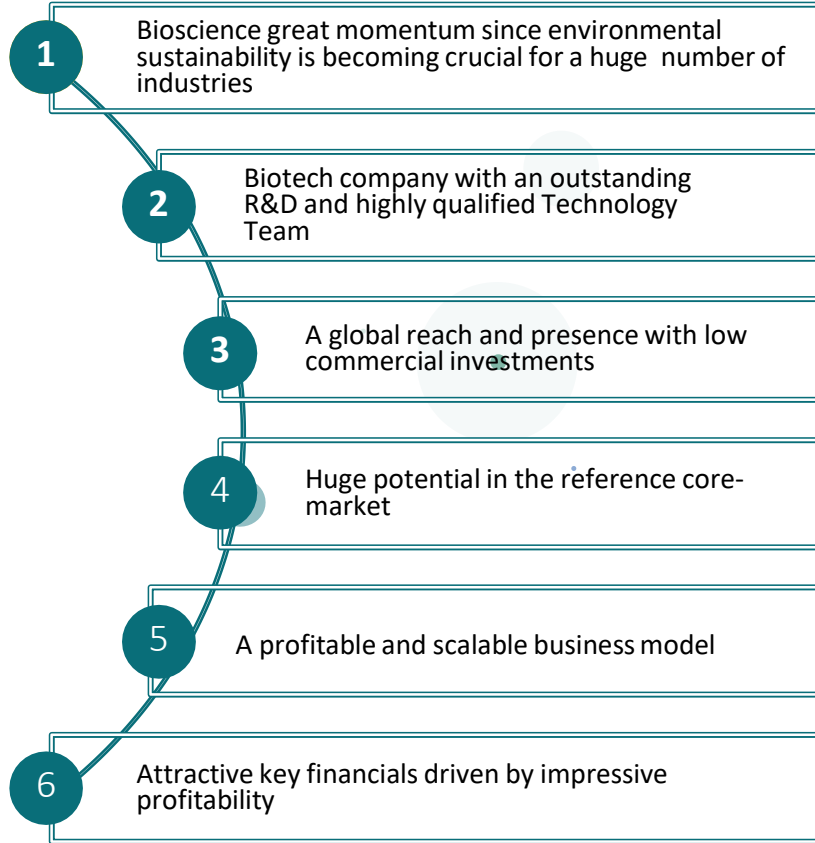 1
Bioscience great momentum since environmental
sustainability is becoming crucial for a huge number of
industries
2
Biotech company with an outstanding
R&D and highly qualified Technology
Team
3
A global reach and presence with low
commercial investments
4
Huge potential in the reference core-
market
5
A profitable and scalable business model
6
Attractive key financials driven by impressive
profitability